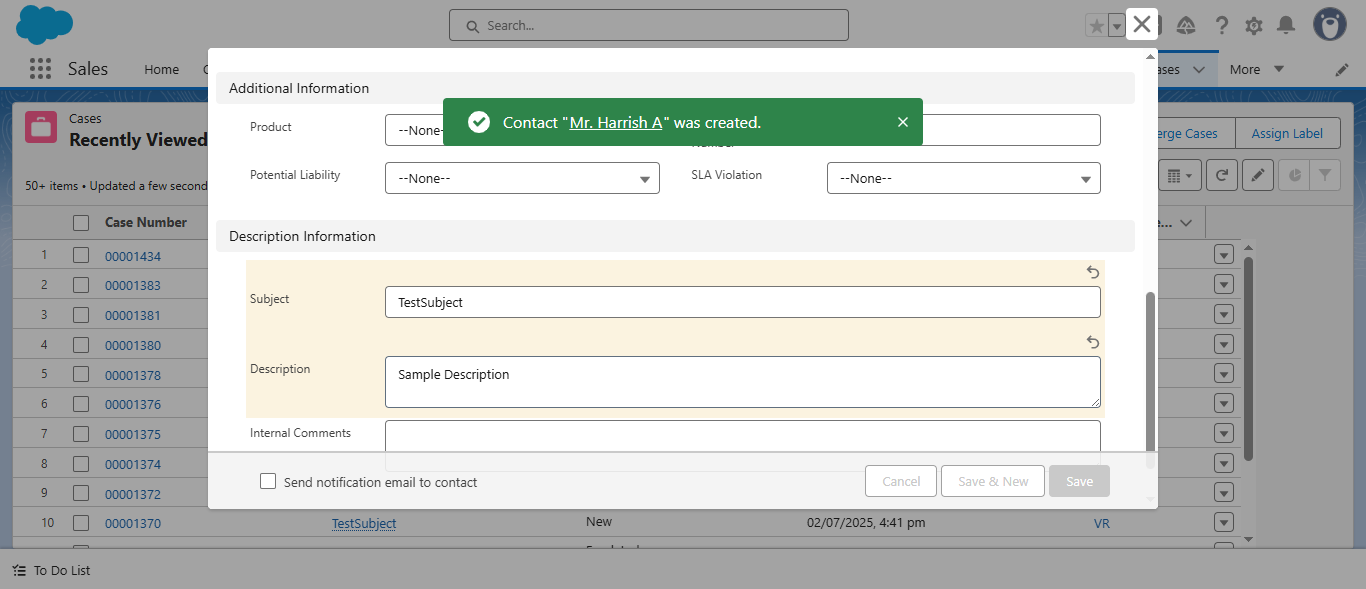 Search...
Sales
Home
ases
More
Cases
Recently Viewed
erge Cases
Assign Label
50+ items • Updated a few second
Case Number
e...
1 00001434
2 00001383
3 00001381
4 00001380
5 00001378
6 00001376
7 00001375
8 00001374
9 00001372
10 00001370 TestSubject New 02/07/2025, 4:41 pm VR
Additional Information
Contact "Mr. Harrish A" was created.
Product
--None-
Number
Potential Liability
--None--
SLA Violation
--None--
Description Information
Subject
TestSubject
Description
Sample Description
Internal Comments
Send notification email to contact
Cancel
Save & New
Save
To Do List